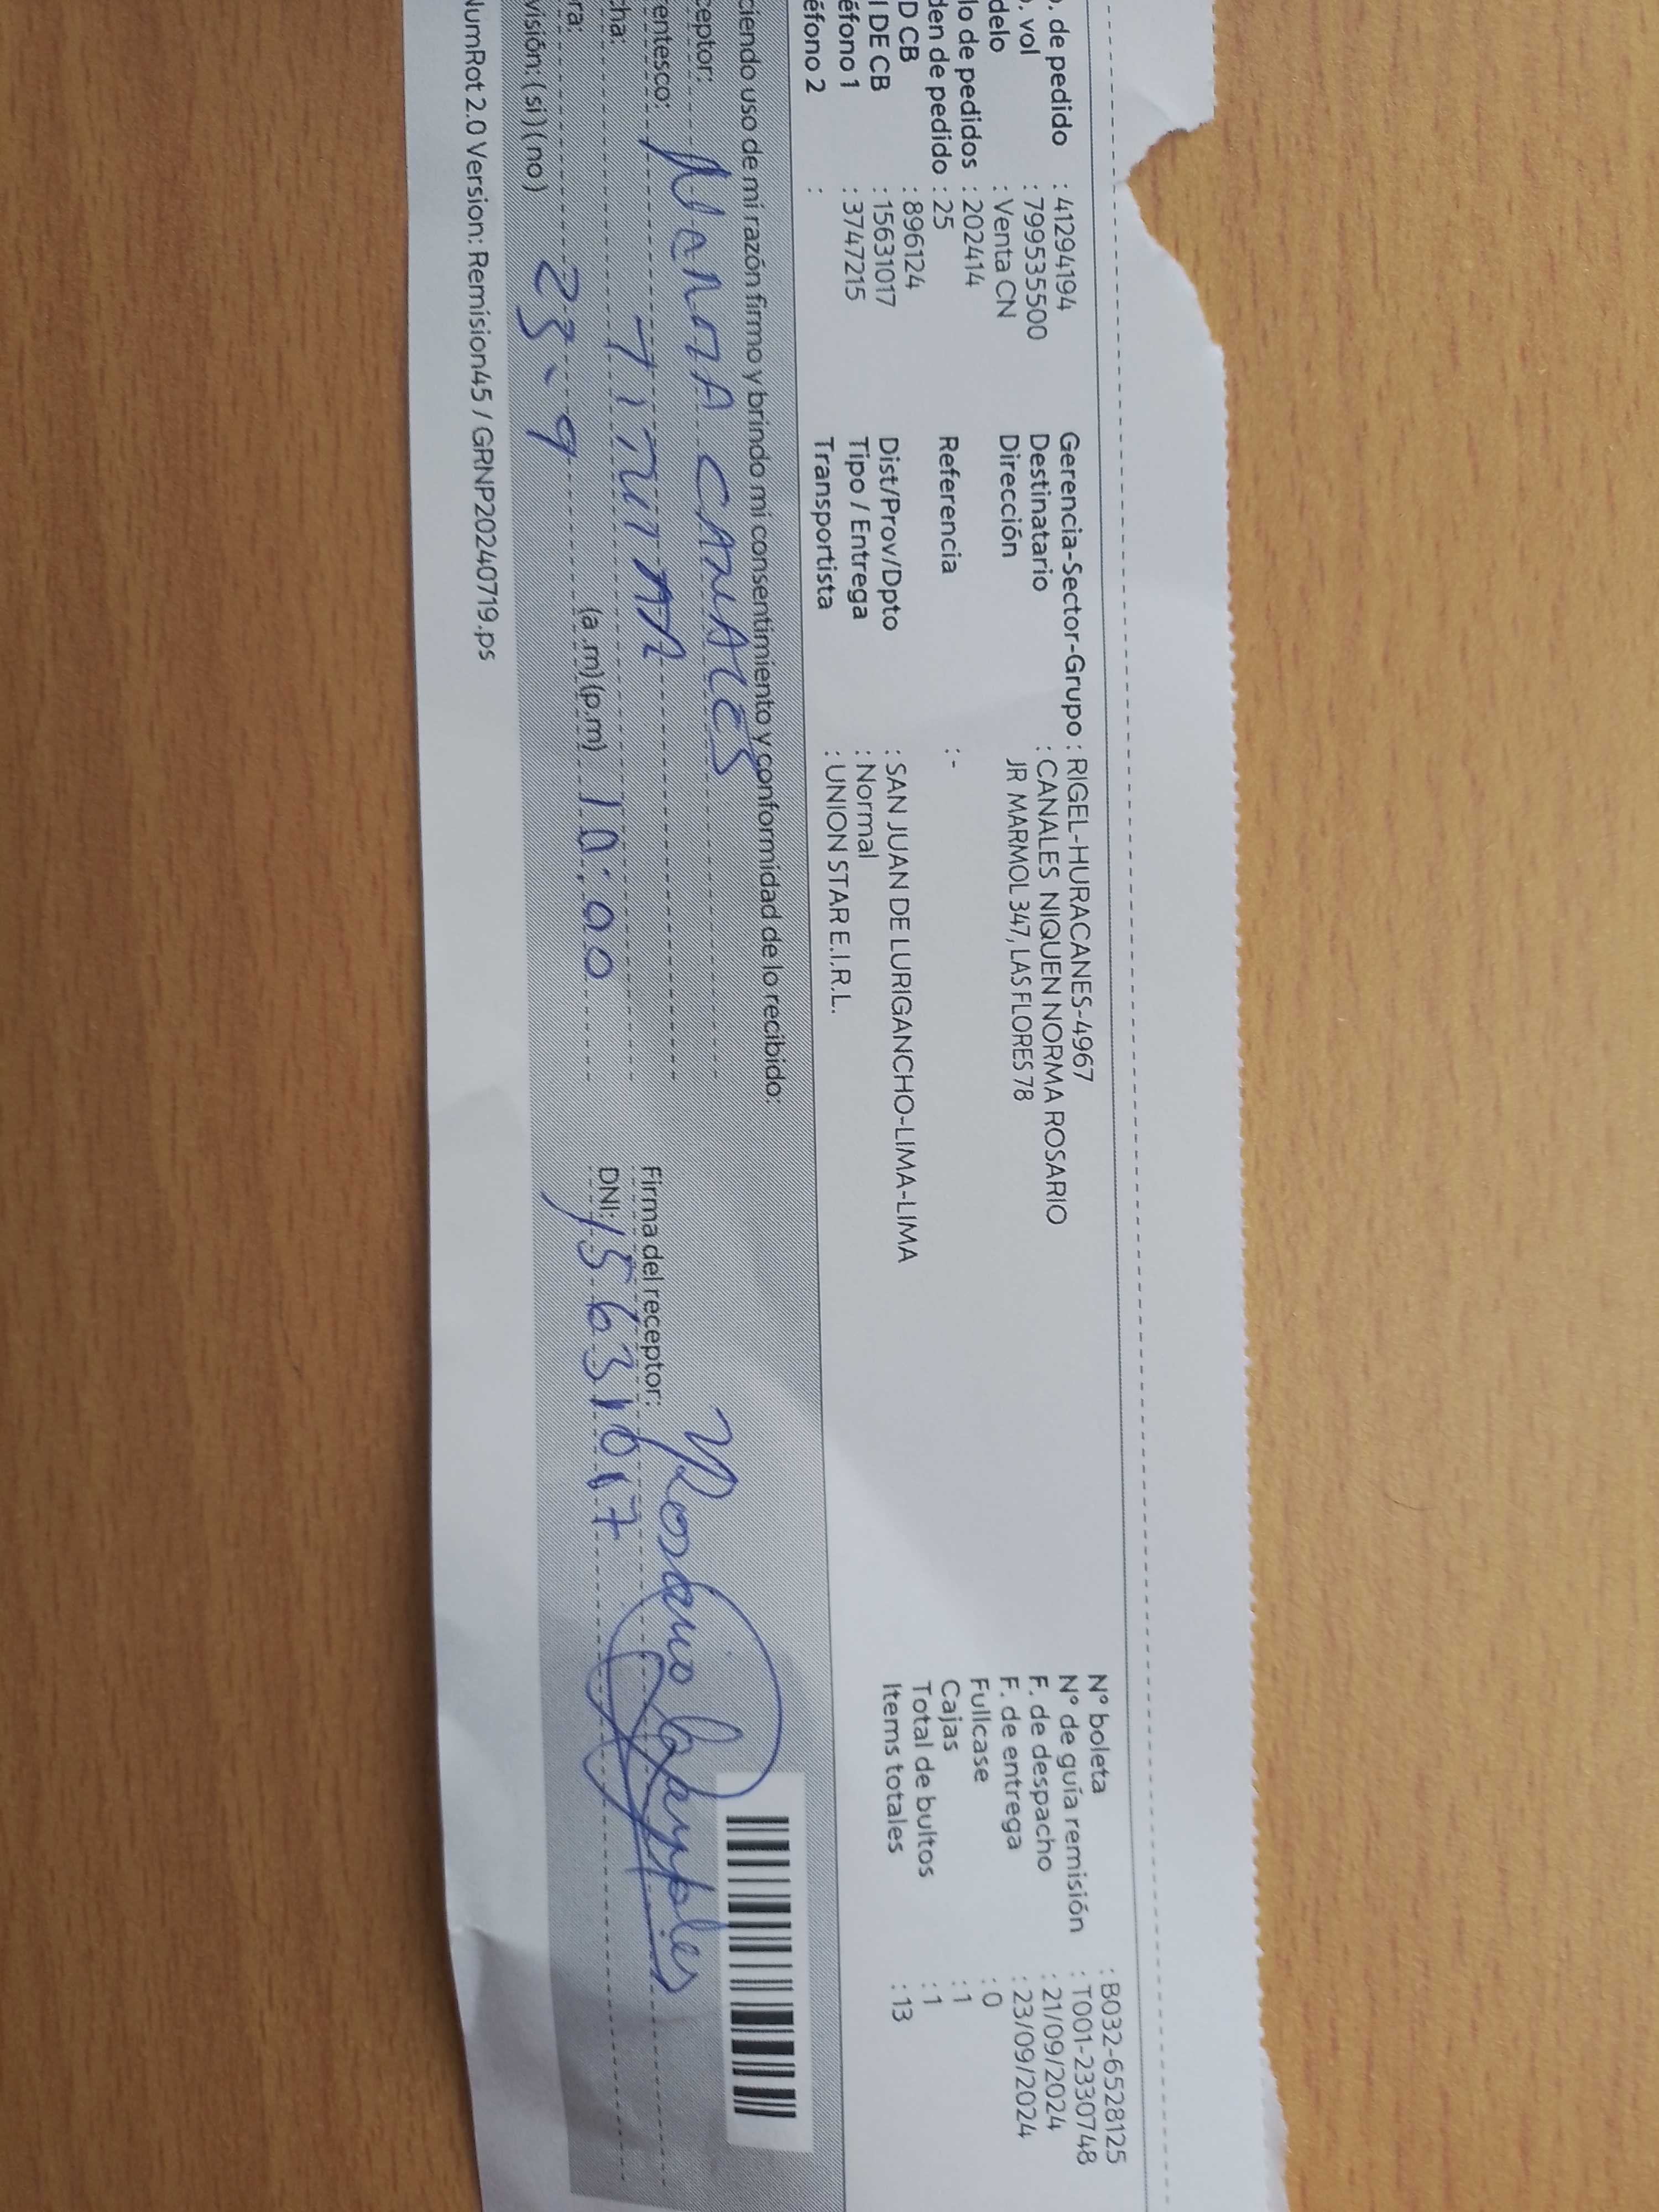 . de pedido : 41294194 Gerencia-Sector-Grupo : RIGEL-HURACANES-4967 N° boleta : B032-6528125
. vol : 799535500 Destinatario : CANALES NIQUEN NORMA ROSARIO N° de guía remisión : T001-2330748
delo : Venta CN Dirección JR MARMOL 347, LAS FLORES 78 F. de despacho : 21/09/2024
lo de pedidos : 202414 F. de entrega : 23/09/2024
den de pedido : 25 Referencia : - Fullcase : 0
D CB : 896124 Cajas : 1
I DE CB : 15631017 Dist/Prov/Dpto : SAN JUAN DE LURIGANCHO-LIMA-LIMA Total de bultos : 1
éfono 1 : 3747215 Tipo / Entrega : Normal Items totales : 13
éfono 2 : Transportista : UNION STAR E.I.R.L.
ciendo uso de mi razón firmo y brindo mi consentimiento y conformidad de lo recibido:
ceptor: Norma CANALES
entesco: TiTULAR Firma del receptor: Rosario Canales
cha: 23-9 DNI: 15631017
ra: (a.m) (p.m) 10:00
visión: (si) (no)
NumRot 2.0 Version: Remision45 / GRNP20240719.ps